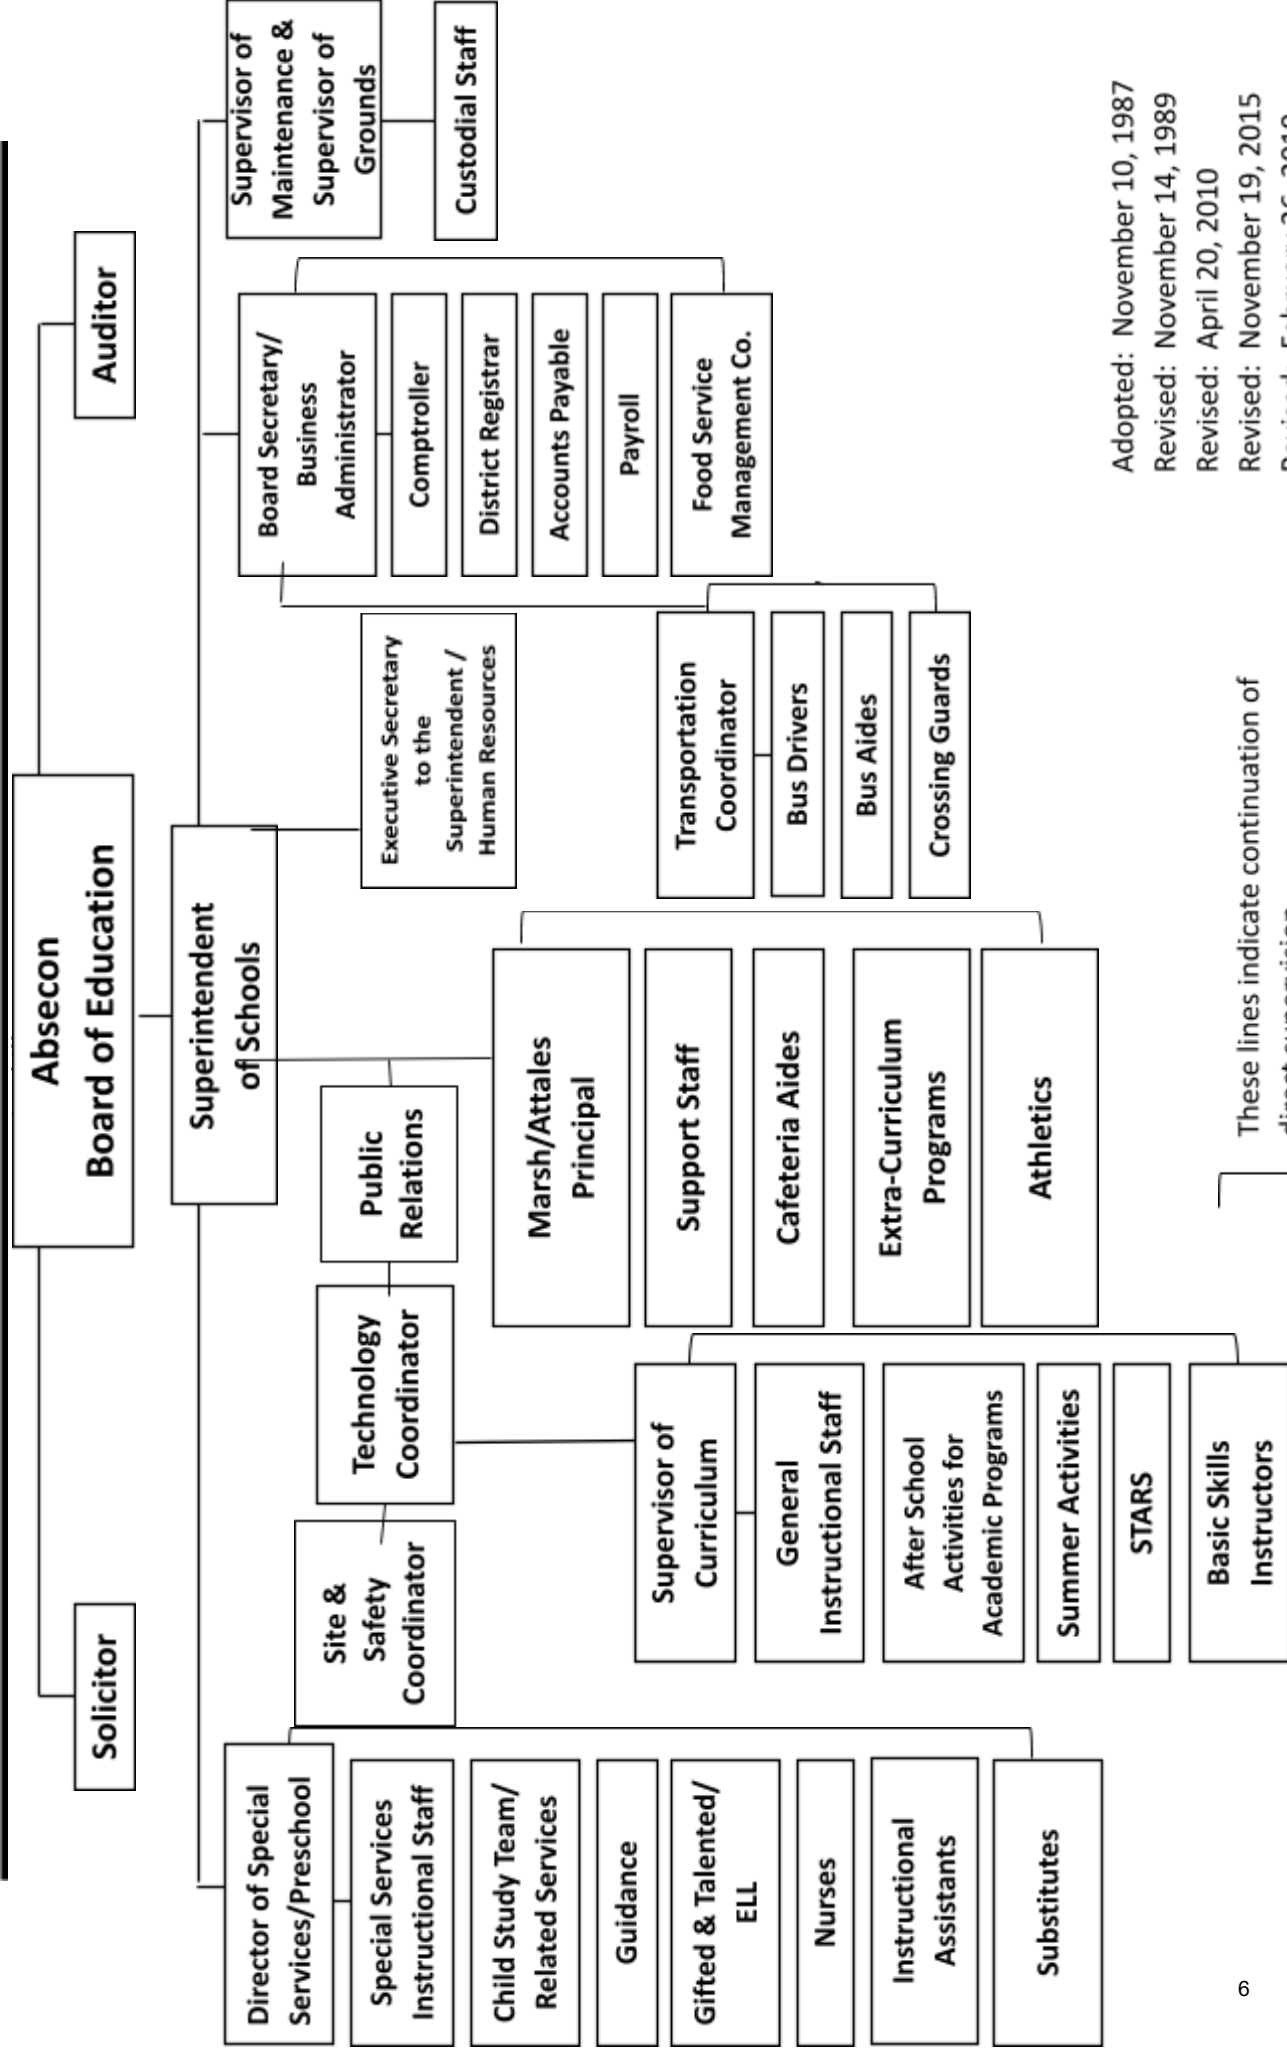 Absecon
Board of Education
Solicitor
Auditor
Superintendent
of Schools
Director of Special
Services/Preschool
Special Services
Instructional Staff
Child Study Team/
Related Services
Guidance
Gifted & Talented/
ELL
Nurses
Instructional
Assistants
Substitutes
Site &
Safety
Coordinator
Technology
Coordinator
Public
Relations
Supervisor of
Curriculum
General
Instructional Staff
After School
Activities for
Academic Programs
Summer Activities
STARS
Basic Skills
Instructors
Marsh/Attales
Principal
Support Staff
Cafeteria Aides
Extra-Curriculum
Programs
Athletics
Executive Secretary
to the
Superintendent /
Human Resources
Transportation
Coordinator
Bus Drivers
Bus Aides
Crossing Guards
Board Secretary/
Business
Administrator
Comptroller
District Registrar
Accounts Payable
Payroll
Food Service
Management Co.
Supervisor of
Maintenance &
Supervisor of
Grounds
Custodial Staff
These lines indicate continuation of
Adopted: November 10, 1987
Revised: November 14, 1989
Revised: April 20, 2010
Revised: November 19, 2015
6